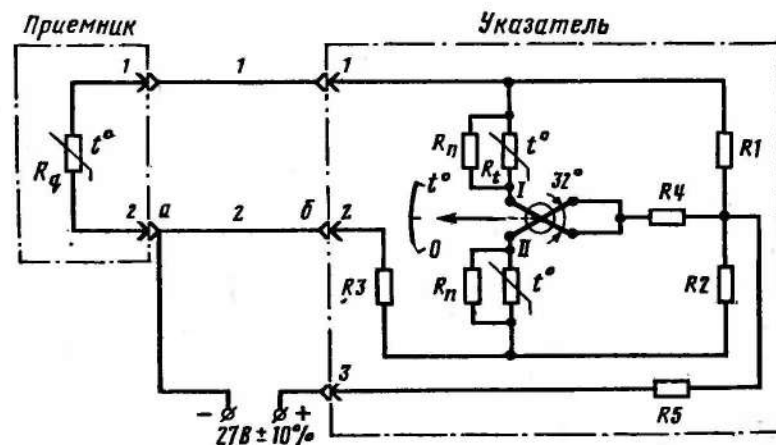 Приемник
Указатель
1
1
1
t°
Rq
2
а
2
б
2
Rп
Rt
t°
I
32°
R1
R4
t°
0
II
R3
Rп
t°
R2
3
R5
- +
27В ± 10%